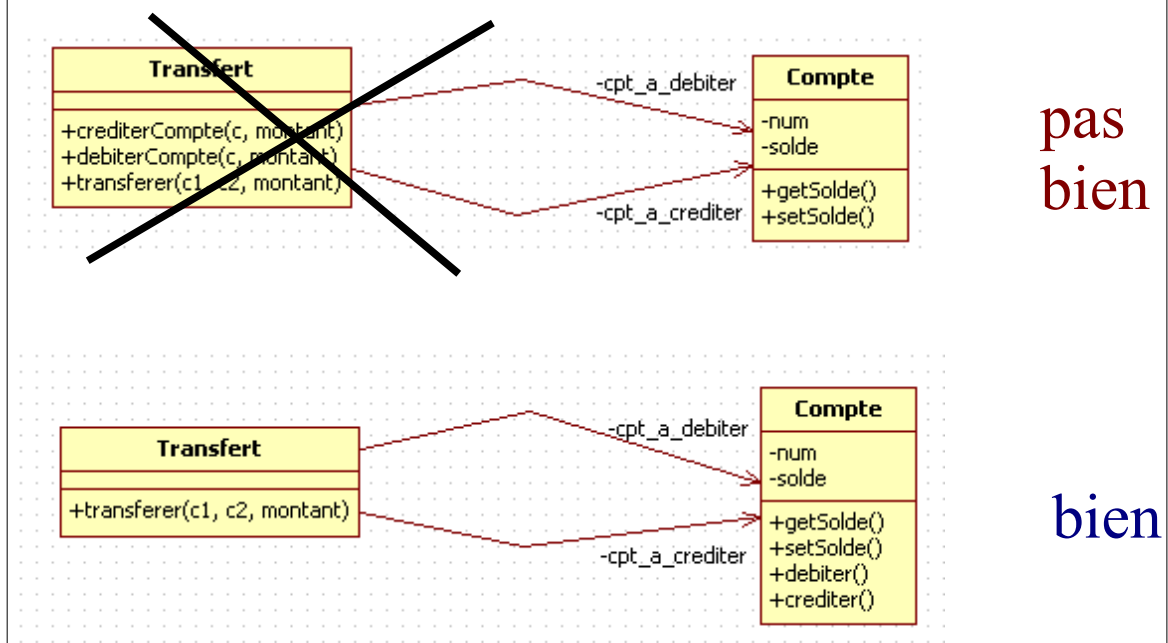 Transfert
+crediterCompte(c, montant)
+debiterCompte(c, montant)
+transferer(c1, c2, montant)
-cpt_a_debiter
-cpt_a_crediter
Compte
-num
-solde
+getSolde()
+setSolde()
pas
bien
Transfert
+transferer(c1, c2, montant)
-cpt_a_debiter
-cpt_a_crediter
Compte
-num
-solde
+getSolde()
+setSolde()
+debiter()
+crediter()
bien